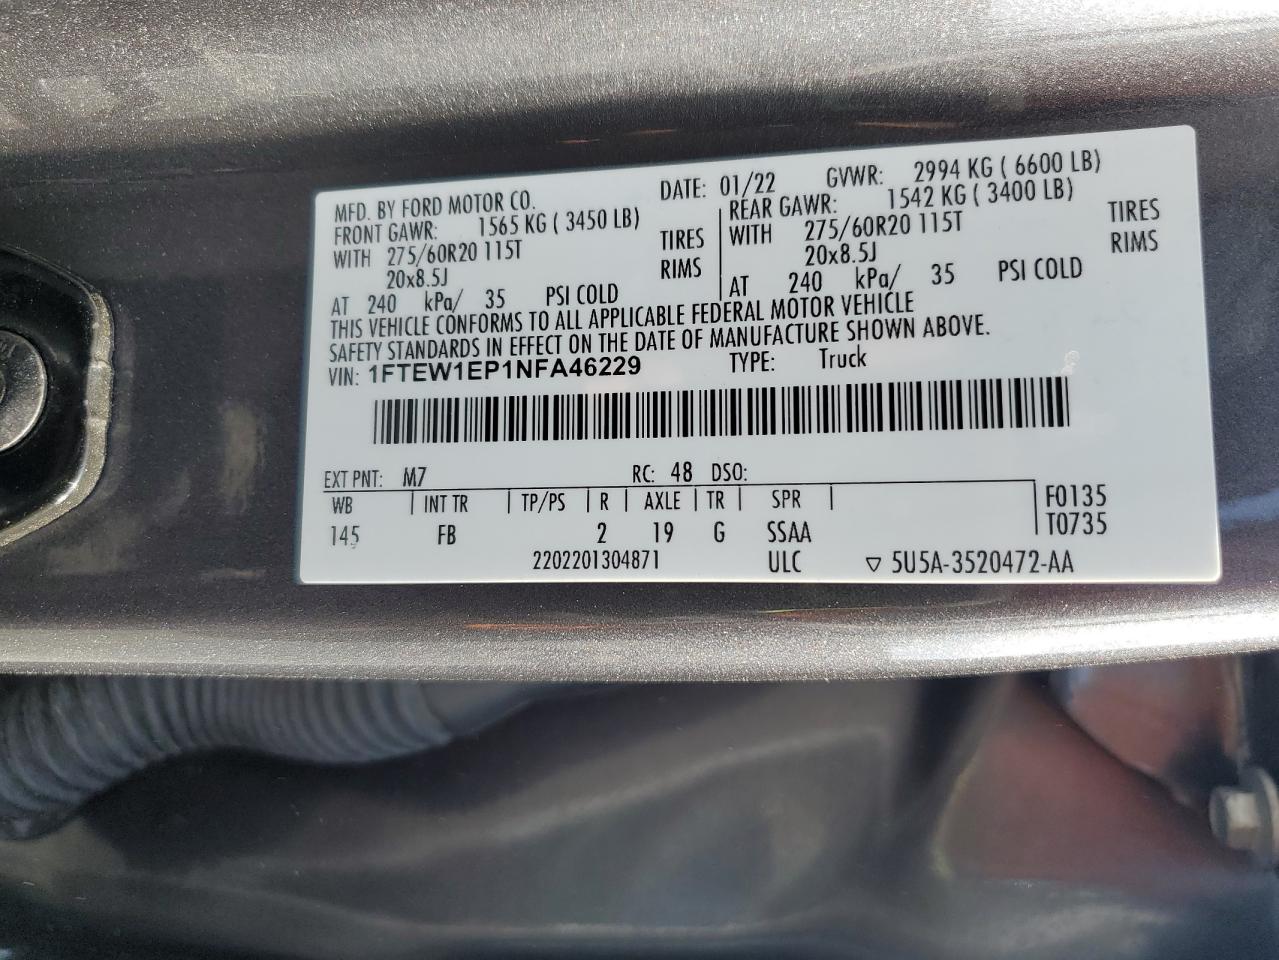 MFD. BY FORD MOTOR CO. DATE: 01/22 GVWR: 2994 KG ( 6600 LB)
FRONT GAWR: 1565 KG ( 3450 LB) REAR GAWR: 1542 KG ( 3400 LB)
WITH 275/60R20 115T TIRES WITH 275/60R20 115T TIRES
20x8.5J RIMS 20x8.5J RIMS
AT 240 kPa/ 35 PSI COLD AT 240 kPa/ 35 PSI COLD
THIS VEHICLE CONFORMS TO ALL APPLICABLE FEDERAL MOTOR VEHICLE
SAFETY STANDARDS IN EFFECT ON THE DATE OF MANUFACTURE SHOWN ABOVE.
VIN: 1FTEW1EP1NFA46229 TYPE: Truck
EXT PNT: M7 RC: 48 DSO:
WB | INT TR | TP/PS | R | AXLE | TR | SPR | F0135
145 FB 2 19 G SSAA T0735
2202201304871 ULC ▽ 5U5A-3520472-AA